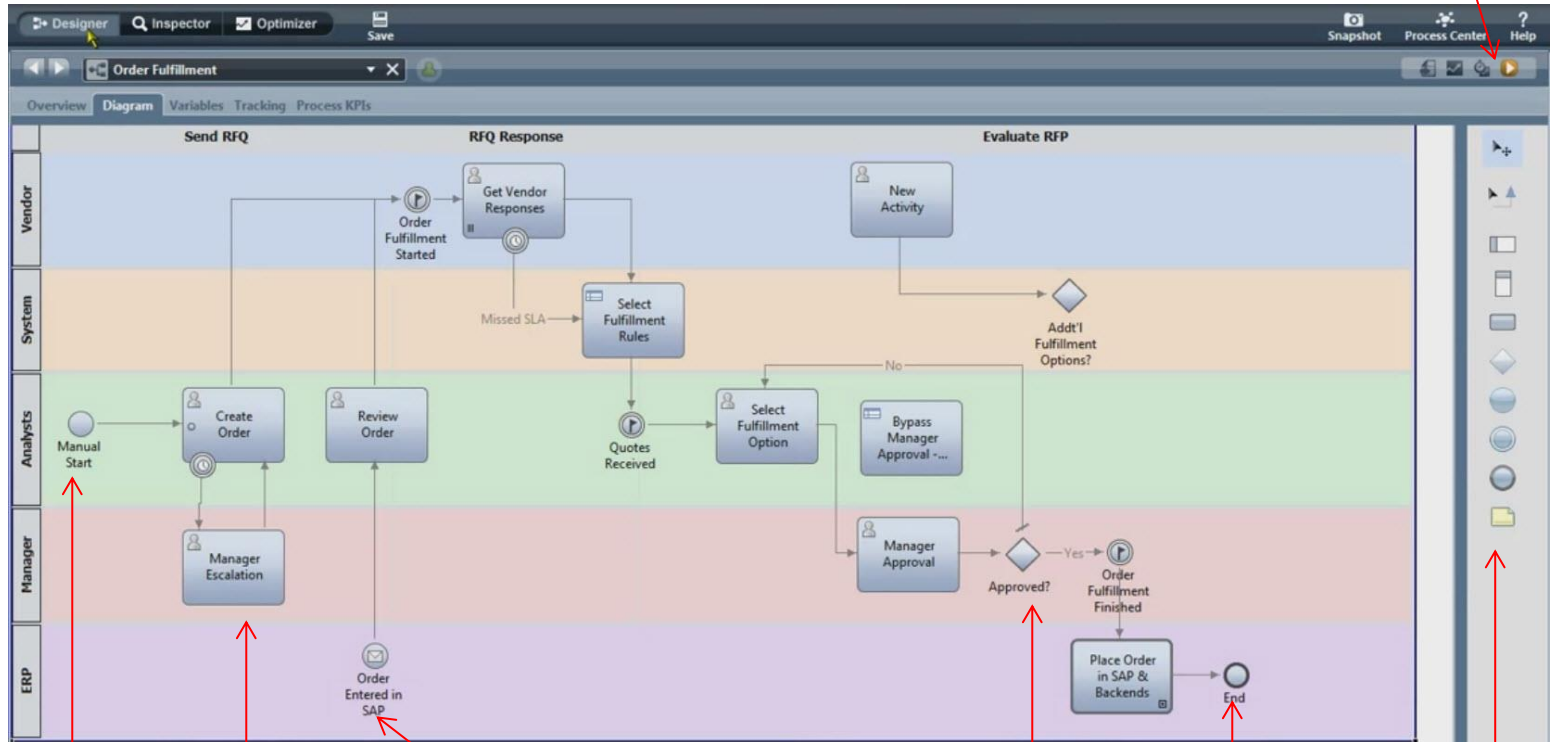 Designer
Inspector
Optimizer
Save
Snapshot
Process Center
Help
Order Fulfillment
Overview
Diagram
Variables
Tracking
Process KPIs
Send RFQ
RFQ Response
Evaluate RFP
Vendor
Order
Fulfillment
Started
Get Vendor
Responses
New
Activity
System
Missed SLA
Select
Fulfillment
Rules
Addt'l
Fulfillment
Options?
No
Analysts
Manual
Start
Create
Order
Review
Order
Quotes
Received
Select
Fulfillment
Option
Bypass
Manager
Approval -...
Manager
Manager
Escalation
Manager
Approval
Approved?
Yes
Order
Fulfillment
Finished
ERP
Order
Entered in
SAP
Place Order
in SAP &
Backends
End